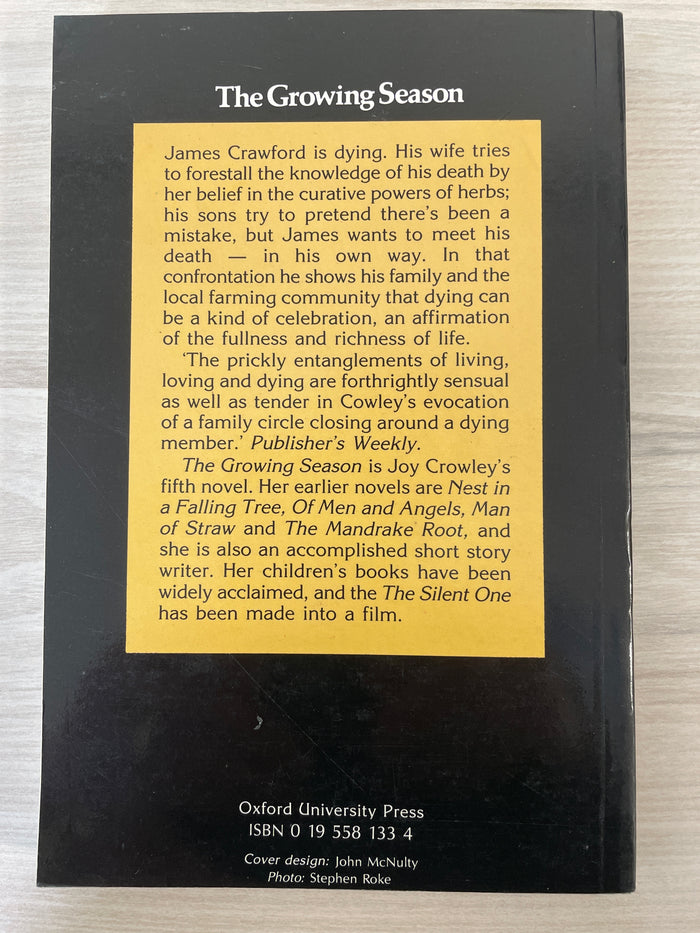 The Growing Season
James Crawford is dying. His wife tries
to forestall the knowledge of his death by
her belief in the curative powers of herbs;
his sons try to pretend there's been a
mistake, but James wants to meet his
death — in his own way. In that
confrontation he shows his family and the
local farming community that dying can
be a kind of celebration, an affirmation
of the fullness and richness of life.
'The prickly entanglements of living,
loving and dying are forthrightly sensual
as well as tender in Cowley's evocation
of a family circle closing around a dying
member.' Publisher's Weekly.
The Growing Season is Joy Crowley's
fifth novel. Her earlier novels are Nest in
a Falling Tree, Of Men and Angels, Man
of Straw and The Mandrake Root, and
she is also an accomplished short story
writer. Her children's books have been
widely acclaimed, and the The Silent One
has been made into a film.
Oxford University Press
ISBN 0 19 558 133 4
Cover design: John McNulty
Photo: Stephen Roke